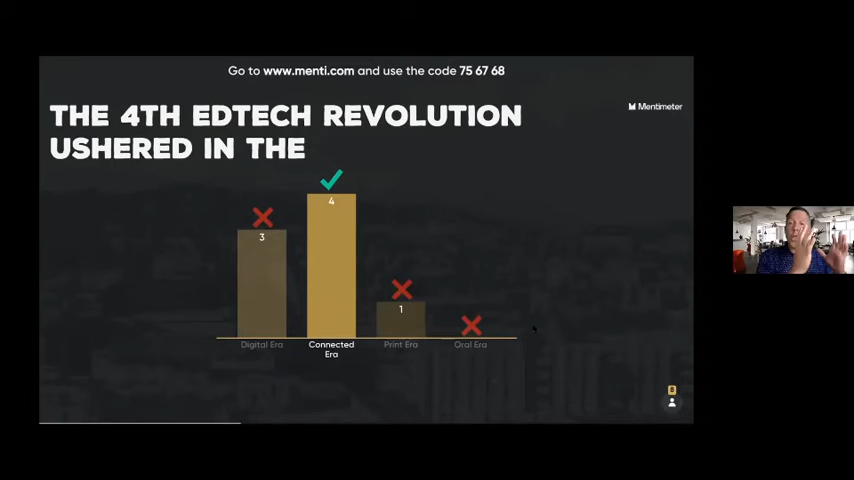 Go to www.menti.com and use the code 75 67 68
THE 4TH EDTECH REVOLUTION
USHERED IN THE
Mentimeter
4
3
1
Digital Era
Connected
Era
Print Era
Oral Era
8